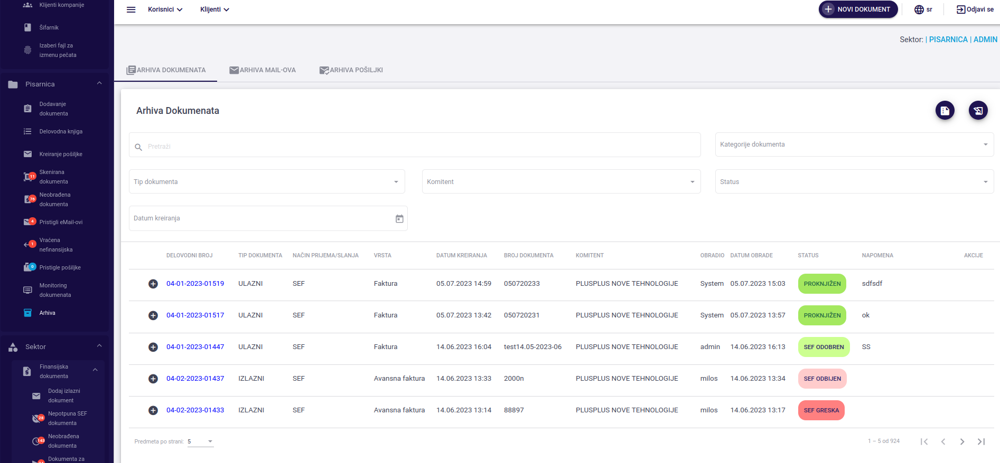 Klijenti kompanije
Šifarnik
Izaberi fajl za
izmenu pečata
Pisarnica
Dodavanje
dokumenta
Delovodna knjiga
Kreiranje pošiljke
11
Skenirana
dokumenta
76
Neobrađena
dokumenta
4
Pristigli eMail-ovi
1
Vraćena
nefinansijska
0
Pristigle pošiljke
Monitoring
dokumenata
Arhiva
Sektor
Finansijska
dokumenta
Dodaj izlazni
dokument
28
Nepotpuna SEF
dokumenta
143
Neobrađena
dokumenta
Dokumenta za
Korisnici
Klijenti
NOVI DOKUMENT
sr
Odjavi se
Sektor: | PISARNICA | ADMIN
ARHIVA DOKUMENATA
ARHIVA MAIL-OVA
ARHIVA POŠILJKI
Arhiva Dokumenata
Pretraži
Kategorije dokumenta
Tip dokumenta
Komitent
Status
Datum kreiranja
DELOVODNI BROJ TIP DOKUMENTA NAČIN PRIJEMA/SLANJA VRSTA DATUM KREIRANJA BROJ DOKUMENTA KOMITENT OBRADIO DATUM OBRADE STATUS NAPOMENA AKCIJE
04-01-2023-01519 ULAZNI SEF Faktura 05.07.2023 14:59 050720233 PLUSPLUS NOVE TEHNOLOGIJE System 05.07.2023 15:03 PROKNJIŽEN sdfsdf
04-01-2023-01517 ULAZNI SEF Faktura 05.07.2023 13:42 050720231 PLUSPLUS NOVE TEHNOLOGIJE System 05.07.2023 13:57 PROKNJIŽEN ok
04-01-2023-01447 ULAZNI SEF Faktura 14.06.2023 16:04 test14.05-2023-06 PLUSPLUS NOVE TEHNOLOGIJE admin 14.06.2023 16:13 SEF ODOBREN SS
04-02-2023-01437 IZLAZNI SEF Avansna faktura 14.06.2023 13:33 2000n PLUSPLUS NOVE TEHNOLOGIJE milos 14.06.2023 13:34 SEF ODBIJEN
04-02-2023-01433 IZLAZNI SEF Avansna faktura 14.06.2023 13:14 88897 PLUSPLUS NOVE TEHNOLOGIJE milos 14.06.2023 13:17 SEF GRESKA
Predmeta po strani: 5
1 – 5 od 924